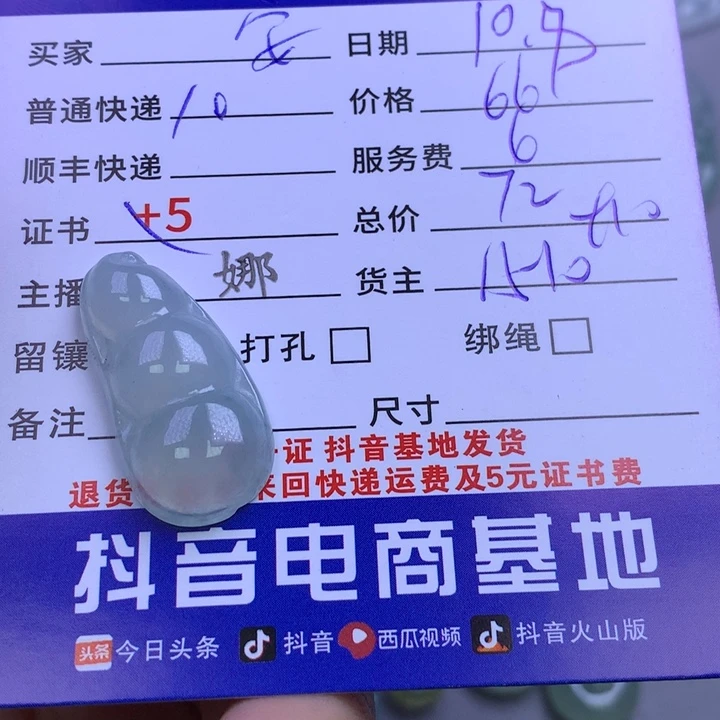 买家 日期 10.9
普通快递 10 价格 66
顺丰快递 服务费 6
证书 +5 总价 72 +10
主播 娜 货主
留镶 打孔 绑绳
备注 尺寸
一证 抖音基地发货
退货 来回快递运费及5元证书费
抖音电商基地
头条 今日头条 抖音 西瓜视频 抖音火山版